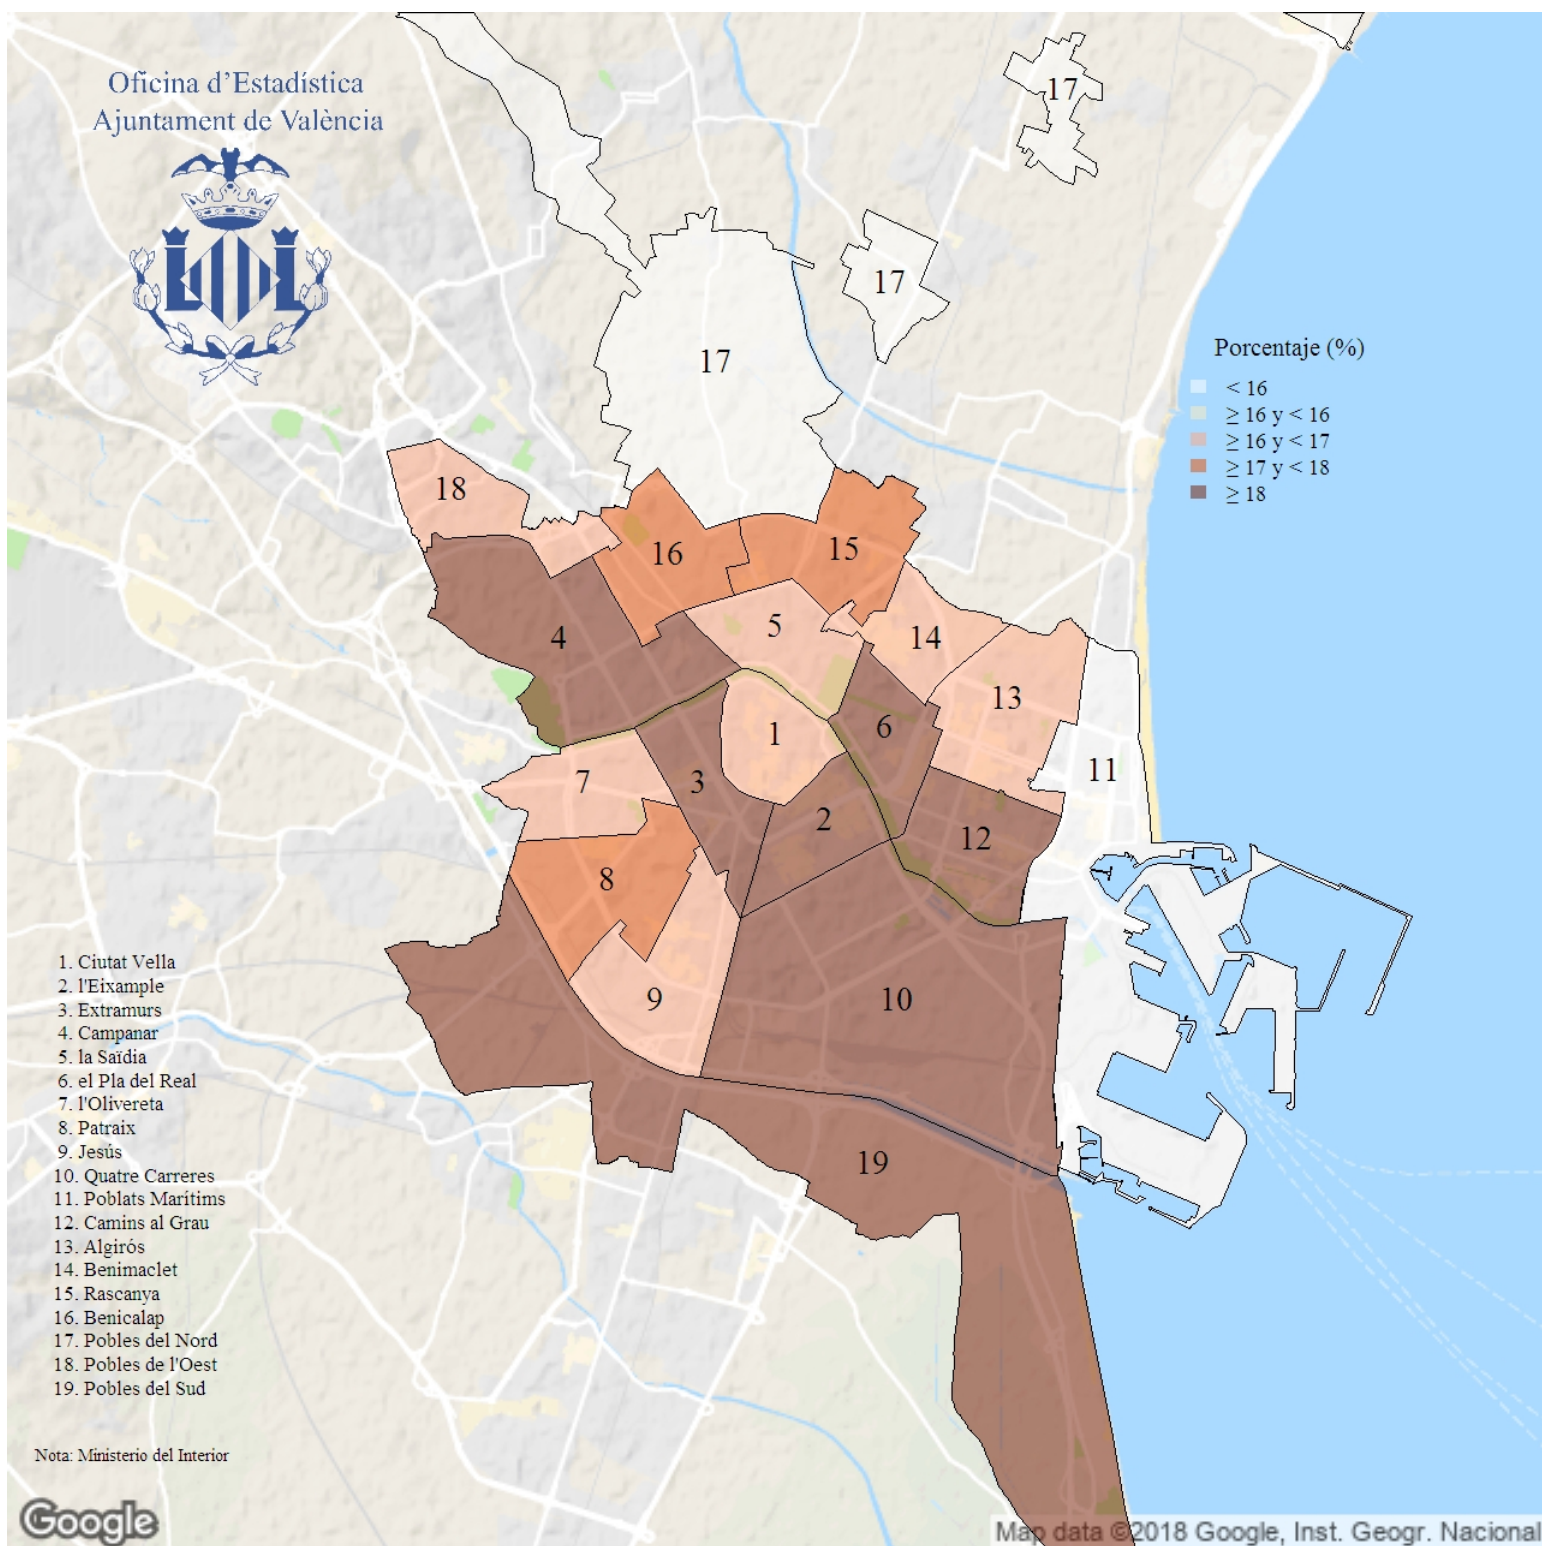 Oficina d'Estadística
Ajuntament de València
17
17
17
Porcentaje (%)
< 16
≥ 16 y < 16
≥ 16 y < 17
≥ 17 y < 18
≥ 18
18
16
15
4
5
14
13
6
1
11
7
3
2
12
8
9
10
19
1. Ciutat Vella
2. l'Eixample
3. Extramurs
4. Campanar
5. la Saïdia
6. el Pla del Real
7. l'Olivereta
8. Patraix
9. Jesús
10. Quatre Carreres
11. Poblats Marítims
12. Camins al Grau
13. Algirós
14. Benimaclet
15. Rascanya
16. Benicalap
17. Pobles del Nord
18. Pobles de l'Oest
19. Pobles del Sud
Nota: Ministerio del Interior
Google
Map data ©2018 Google, Inst. Geogr. Nacional